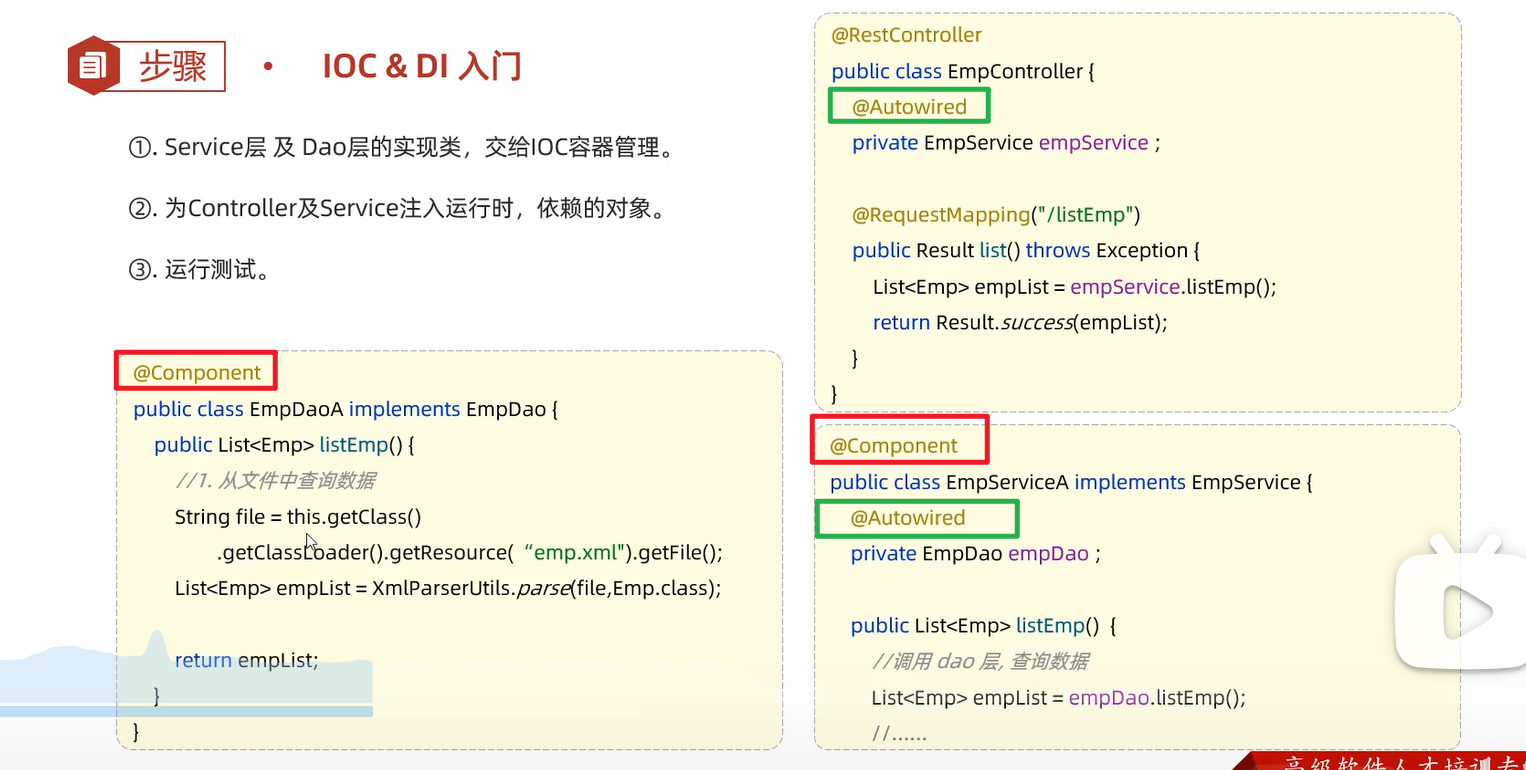 步骤
• IOC & DI 入门
①. Service层 及 Dao层的实现类，交给IOC容器管理。
②. 为Controller及Service注入运行时，依赖的对象。
③. 运行测试。
@Component
public class EmpDaoA implements EmpDao {
public List<Emp> listEmp() {
//1. 从文件中查询数据
String file = this.getClass()
.getClassLoader().getResource( “emp.xml").getFile();
List<Emp> empList = XmlParserUtils.parse(file,Emp.class);
return empList;
}
}
@RestController
public class EmpController {
@Autowired
private EmpService empService ;
@RequestMapping("/listEmp")
public Result list() throws Exception {
List<Emp> empList = empService.listEmp();
return Result.success(empList);
}
}
@Component
public class EmpServiceA implements EmpService {
@Autowired
private EmpDao empDao ;
public List<Emp> listEmp() {
//调用 dao 层, 查询数据
List<Emp> empList = empDao.listEmp();
//......
高级软件人才培训专